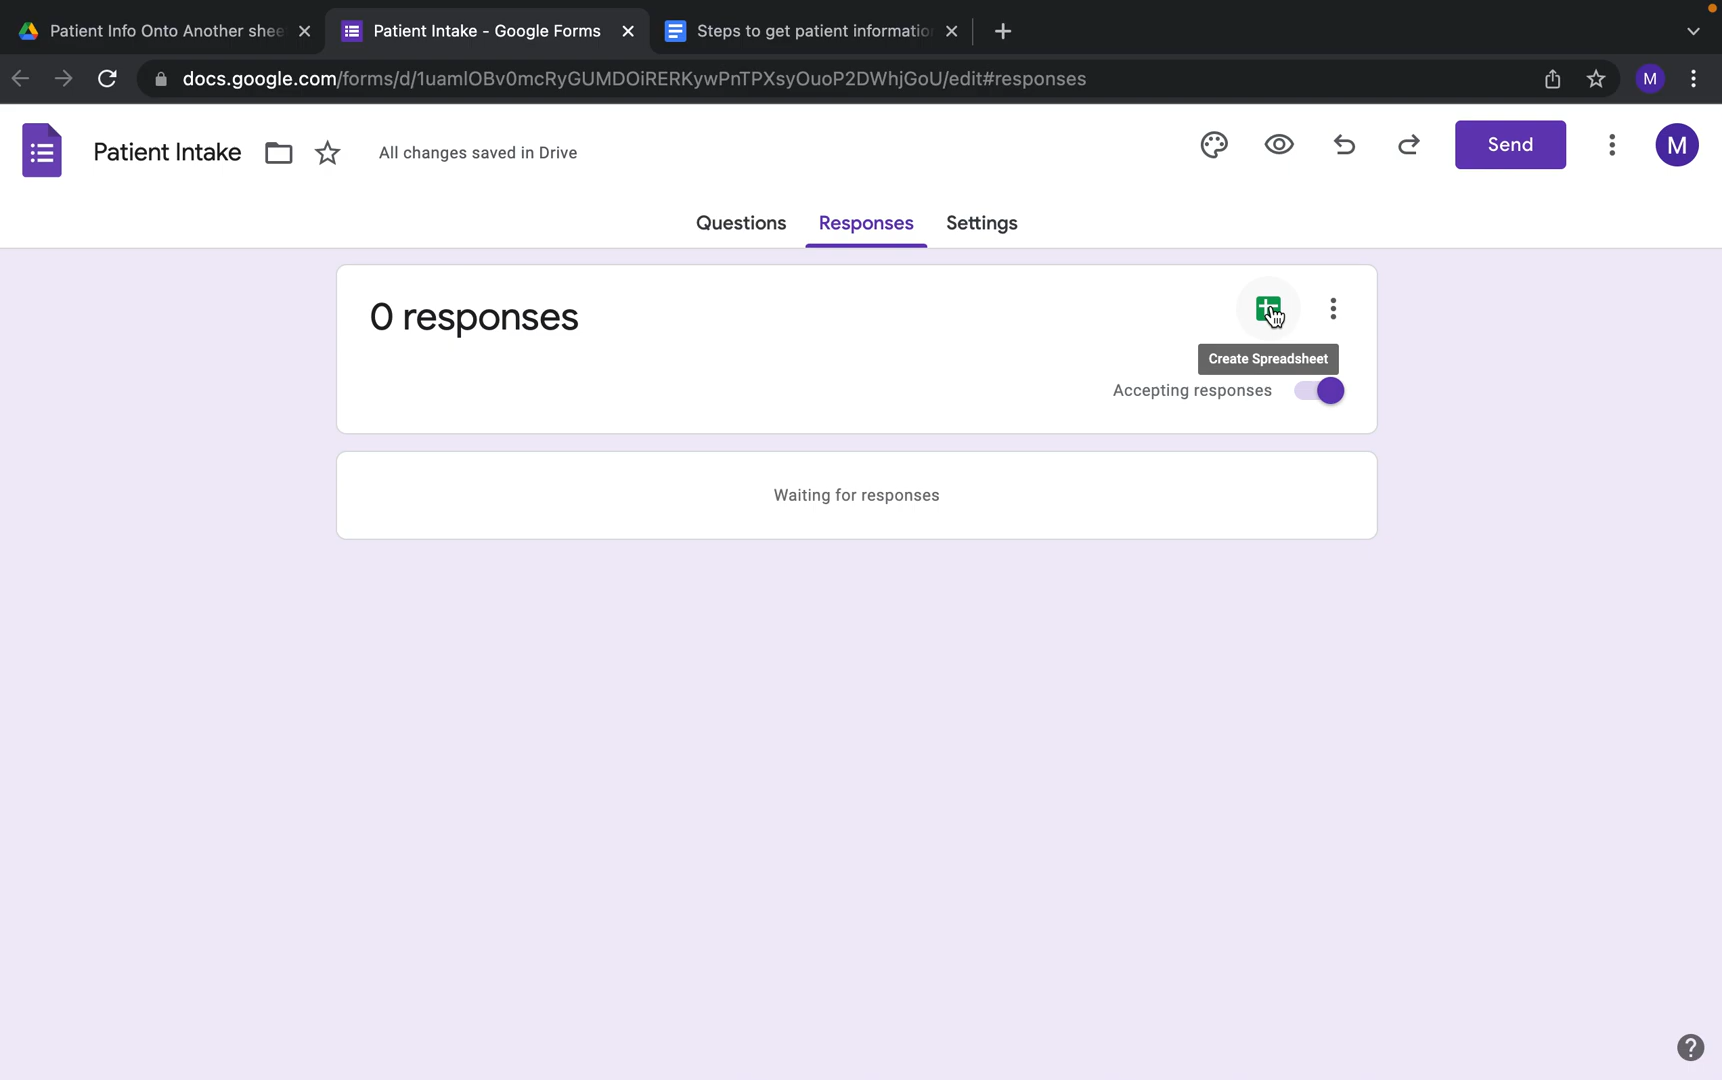 Patient Info Onto Another shee
Patient Intake - Google Forms
Steps to get patient informatio
docs.google.com/forms/d/1uamlOBv0mcRyGUMDOiRERKywPnTPXsyOuoP2DWhjGoU/edit#responses
M
Patient Intake
All changes saved in Drive
Send
M
Questions
Responses
Settings
0 responses
Create Spreadsheet
Accepting responses
Waiting for responses
?